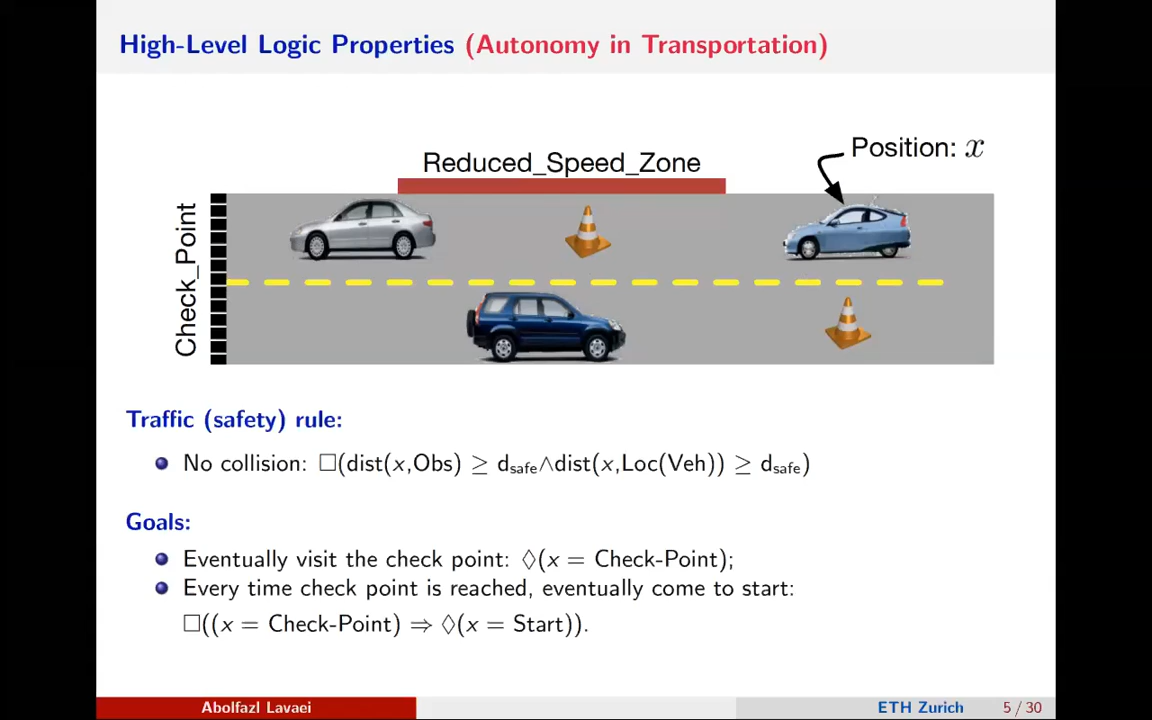 High-Level Logic Properties (Autonomy in Transportation)
Position: x
Reduced_Speed_Zone
Check_Point
Traffic (safety) rule:
No collision: □(dist(x,Obs) ≥ d_safe∧dist(x,Loc(Veh)) ≥ d_safe)
Goals:
Eventually visit the check point: ◊(x = Check-Point);
Every time check point is reached, eventually come to start:
□((x = Check-Point) ⇒ ◊(x = Start)).
Abolfazl Lavaei
ETH Zurich
5 / 30